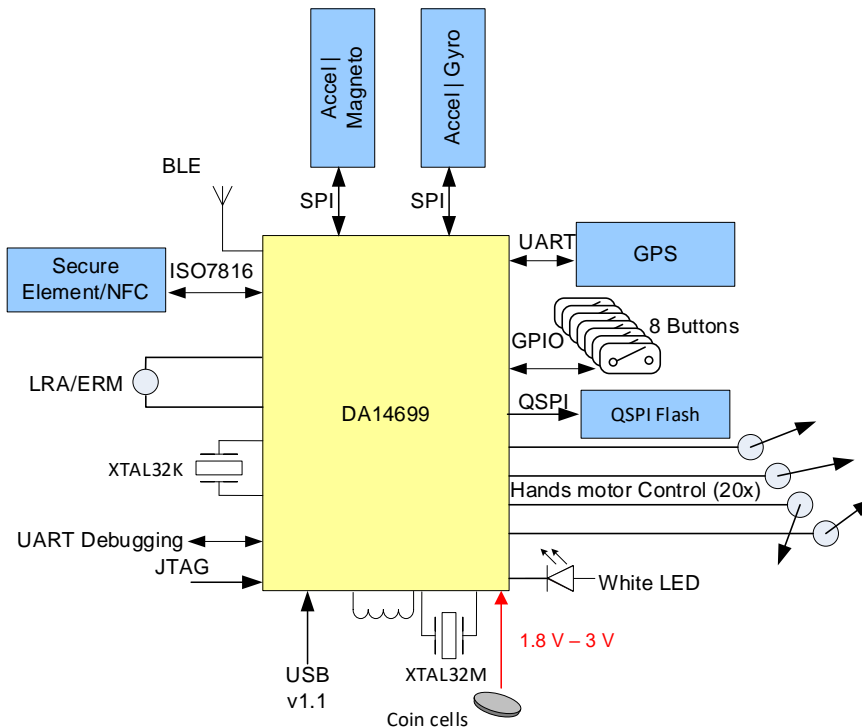 Accel |
Magneto
Accel | Gyro
BLE
SPI
SPI
UART
GPS
Secure
Element/NFC
ISO7816
8 Buttons
GPIO
LRA/ERM
DA14699
QSPI
QSPI Flash
XTAL32K
Hands motor Control (20x)
UART Debugging
JTAG
White LED
1.8 V – 3 V
USB
v1.1
XTAL32M
Coin cells